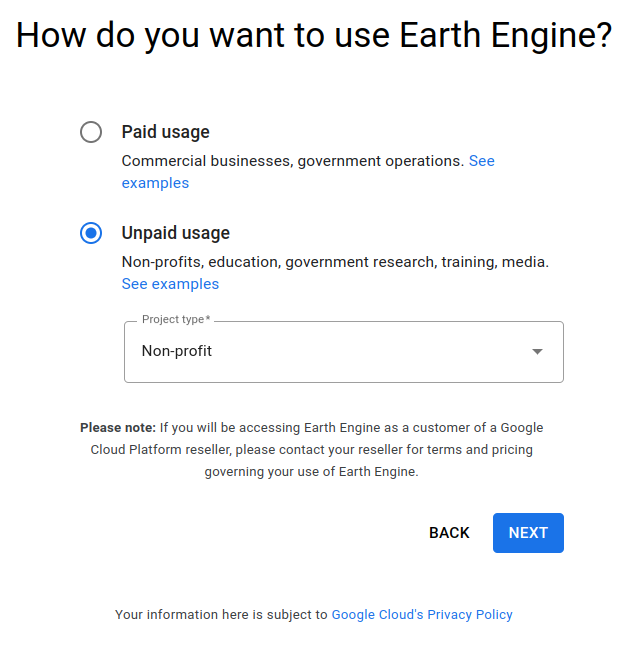 How do you want to use Earth Engine?
Paid usage
Commercial businesses, government operations. See
examples
Unpaid usage
Non-profits, education, government research, training, media.
See examples
Project type*
Non-profit
Please note: If you will be accessing Earth Engine as a customer of a Google
Cloud Platform reseller, please contact your reseller for terms and pricing
governing your use of Earth Engine.
BACK NEXT
Your information here is subject to Google Cloud's Privacy Policy